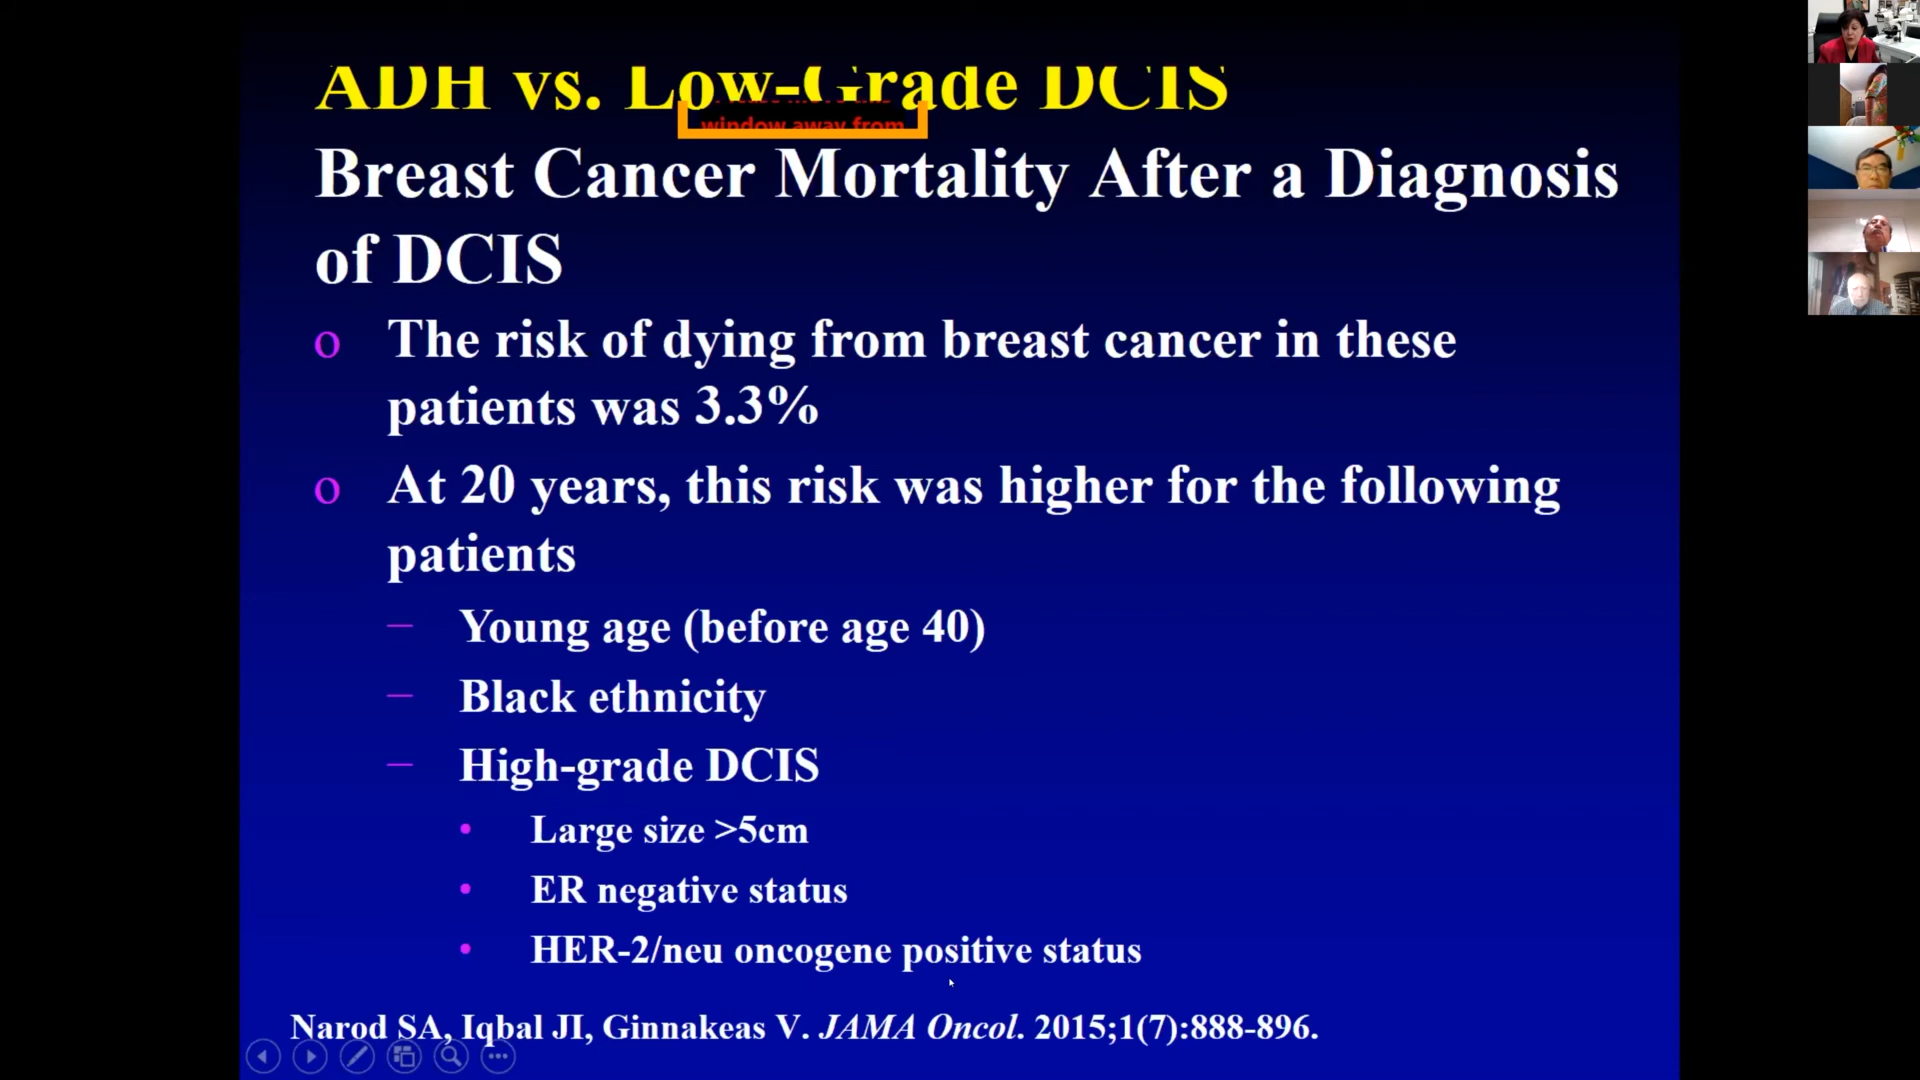 ADH vs. Low-Grade DCIS
window away from
Breast Cancer Mortality After a Diagnosis
of DCIS
o The risk of dying from breast cancer in these
patients was 3.3%
o At 20 years, this risk was higher for the following
patients
– Young age (before age 40)
– Black ethnicity
– High-grade DCIS
• Large size >5cm
• ER negative status
• HER-2/neu oncogene positive status
Narod SA, Iqbal JI, Ginnakeas V. JAMA Oncol. 2015;1(7):888-896.